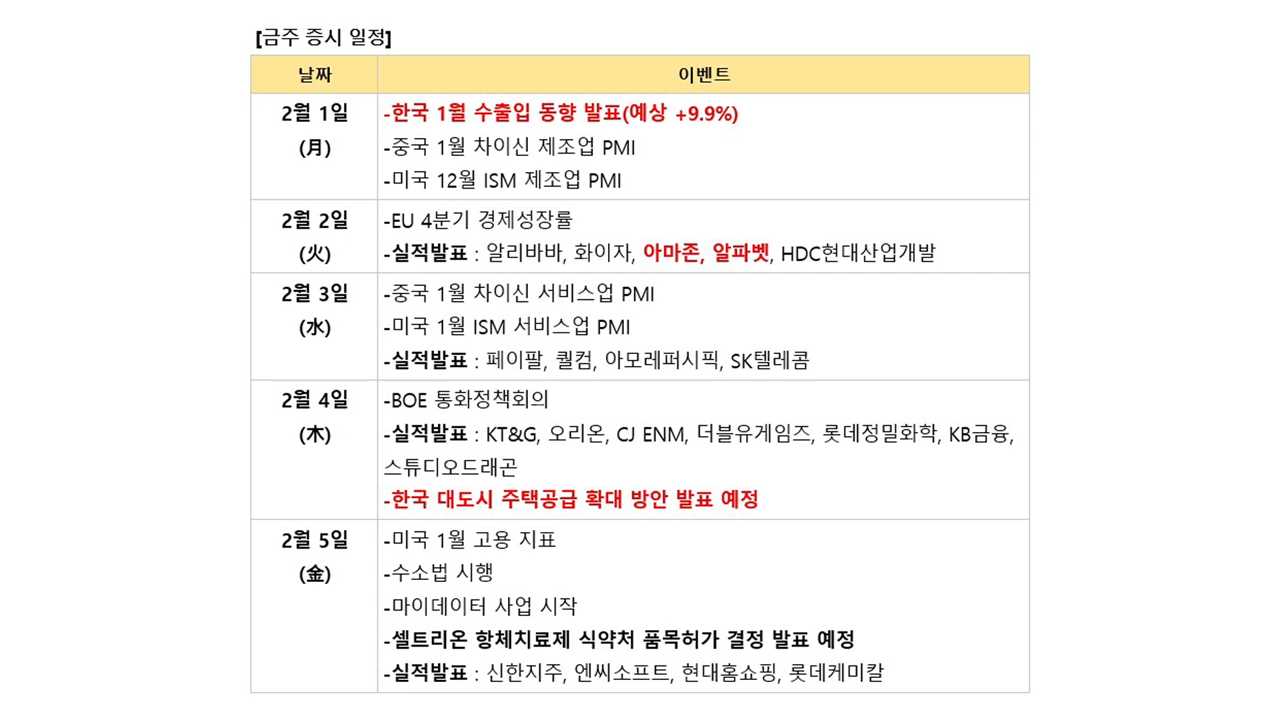 [금주 증시 일정]
날짜 이벤트
2월 1일
(月)
-한국 1월 수출입 동향 발표(예상 +9.9%)
-중국 1월 차이신 제조업 PMI
-미국 12월 ISM 제조업 PMI
2월 2일
(火)
-EU 4분기 경제성장률
-실적발표 : 알리바바, 화이자, 아마존, 알파벳, HDC현대산업개발
2월 3일
(水)
-중국 1월 차이신 서비스업 PMI
-미국 1월 ISM 서비스업 PMI
-실적발표 : 페이팔, 퀄컴, 아모레퍼시픽, SK텔레콤
2월 4일
(木)
-BOE 통화정책회의
-실적발표 : KT&G, 오리온, CJ ENM, 더블유게임즈, 롯데정밀화학, KB금융,
스튜디오드래곤
-한국 대도시 주택공급 확대 방안 발표 예정
2월 5일
(金)
-미국 1월 고용 지표
-수소법 시행
-마이데이터 사업 시작
-셀트리온 항체치료제 식약처 품목허가 결정 발표 예정
-실적발표 : 신한지주, 엔씨소프트, 현대홈쇼핑, 롯데케미칼